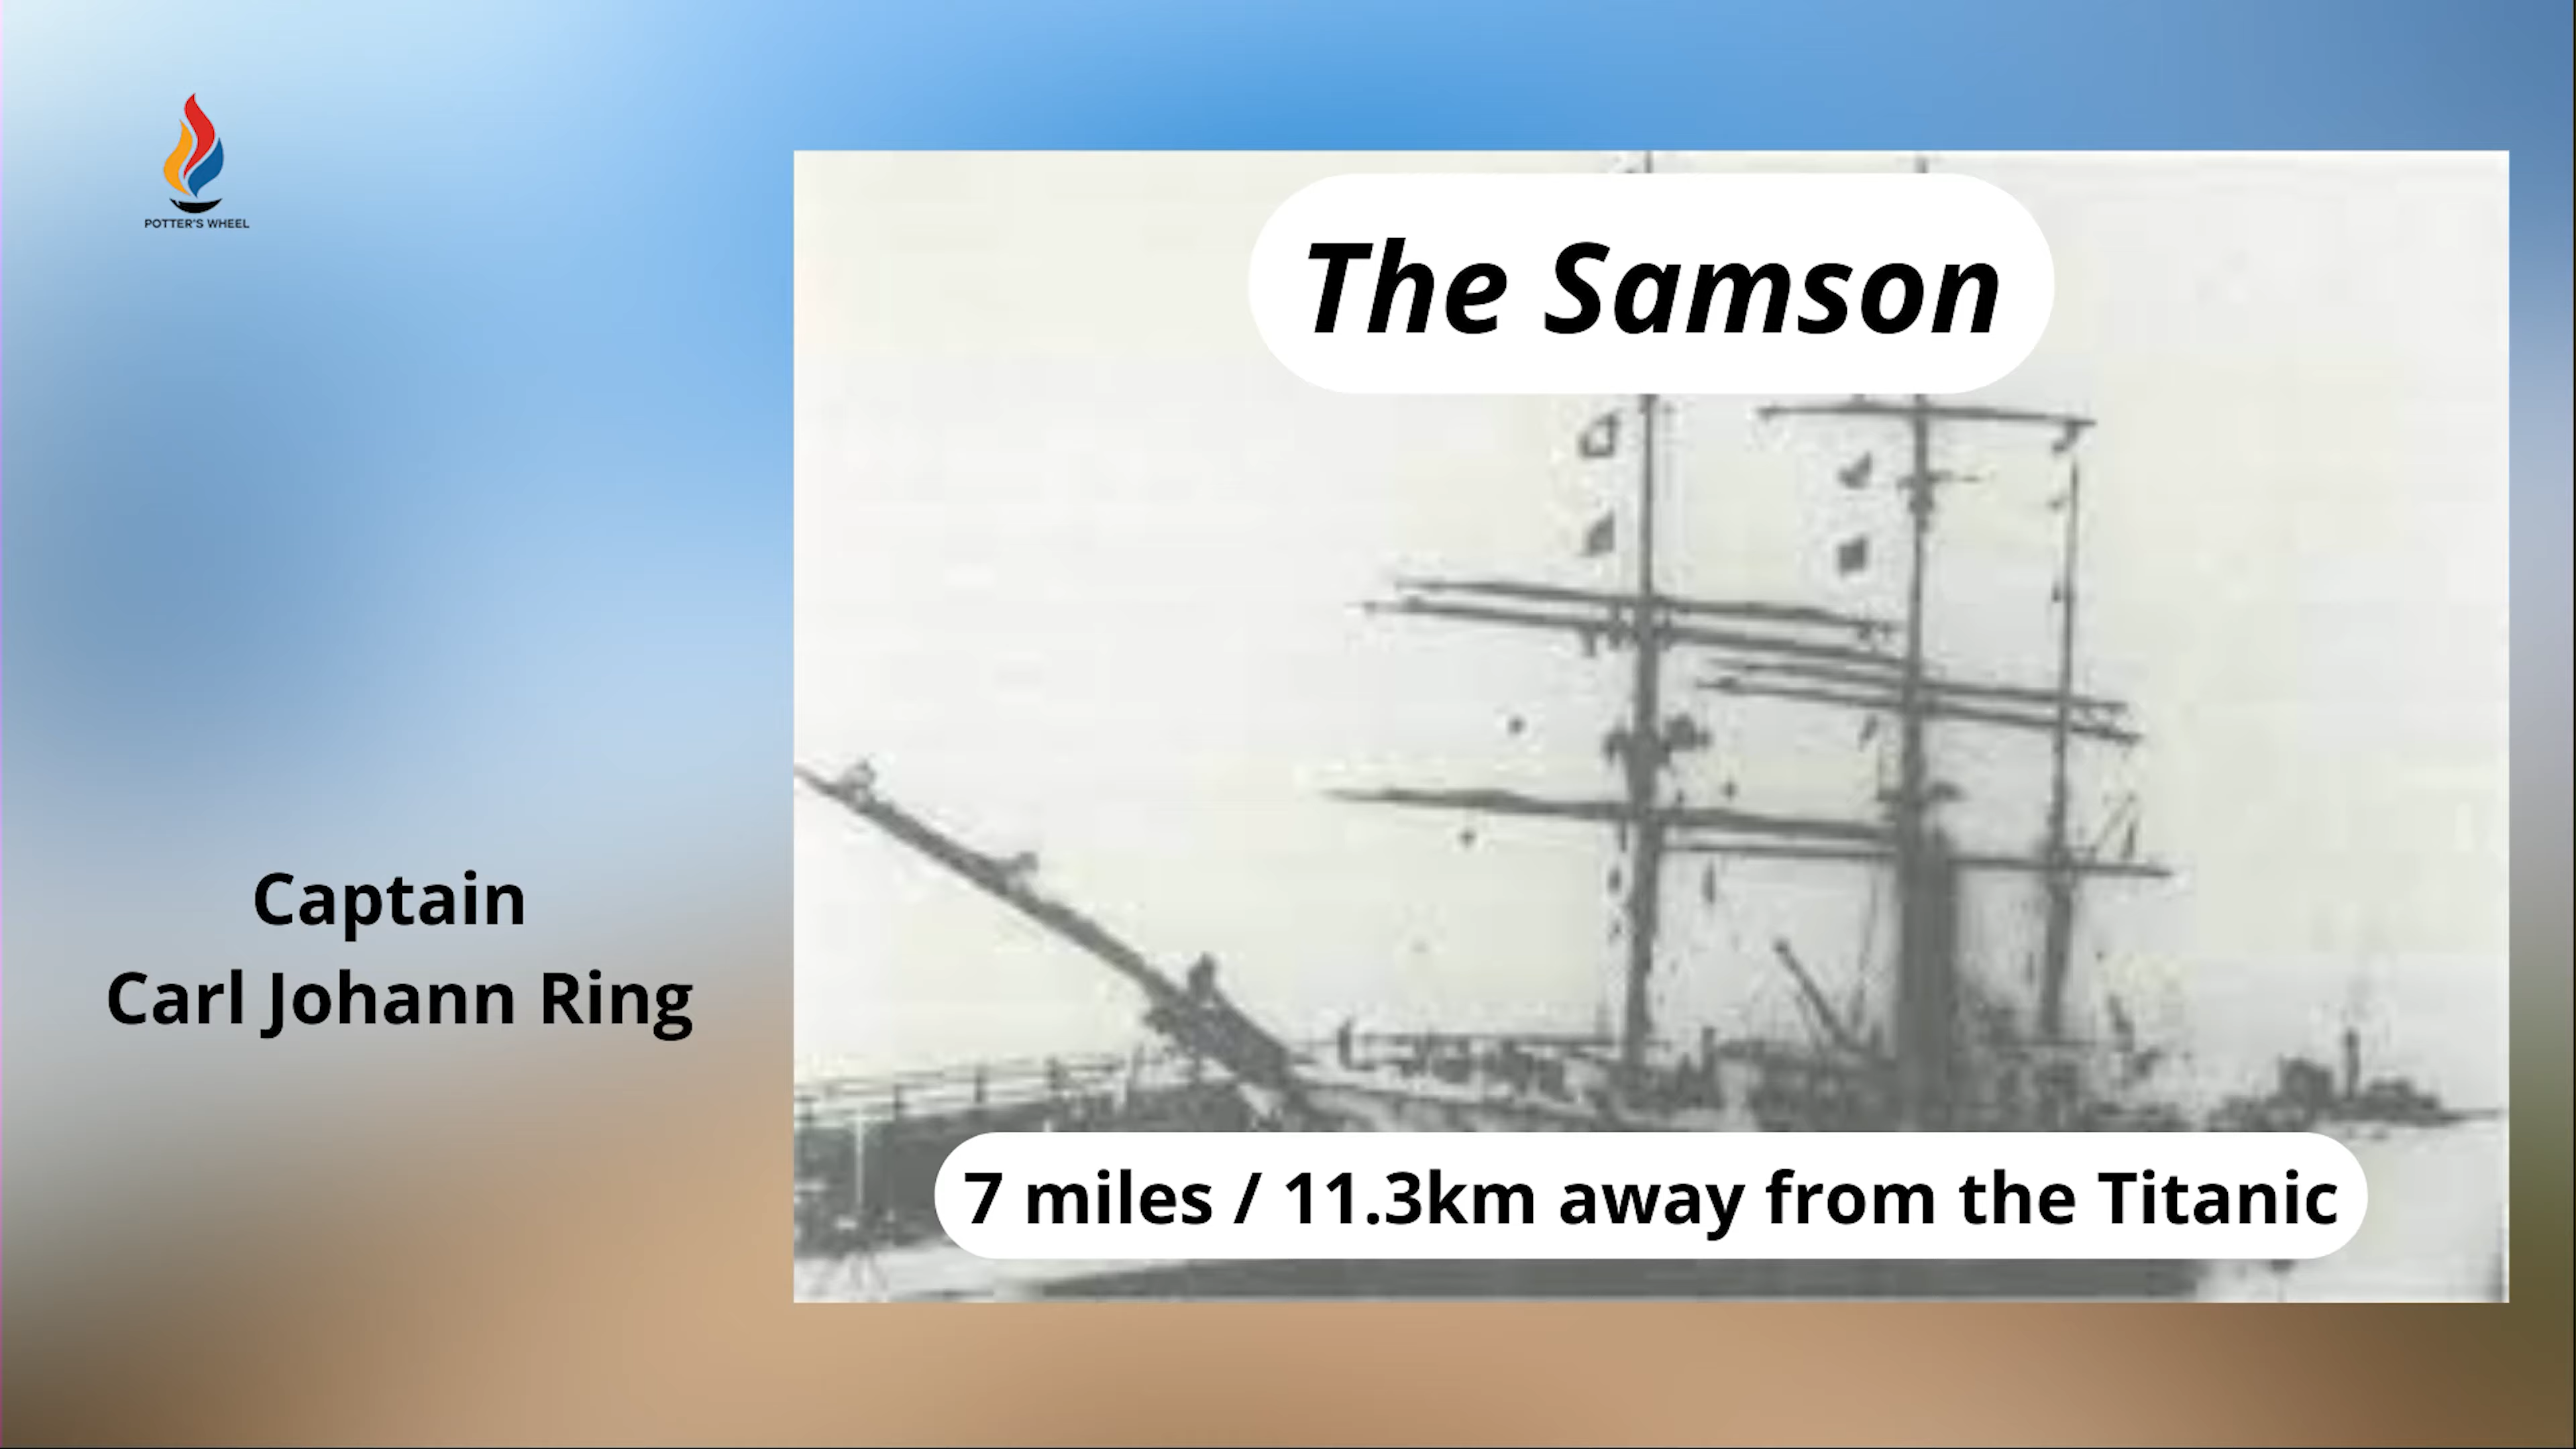 POTTER'S WHEEL
The Samson
Captain
Carl Johann Ring
7 miles / 11.3km away from the Titanic